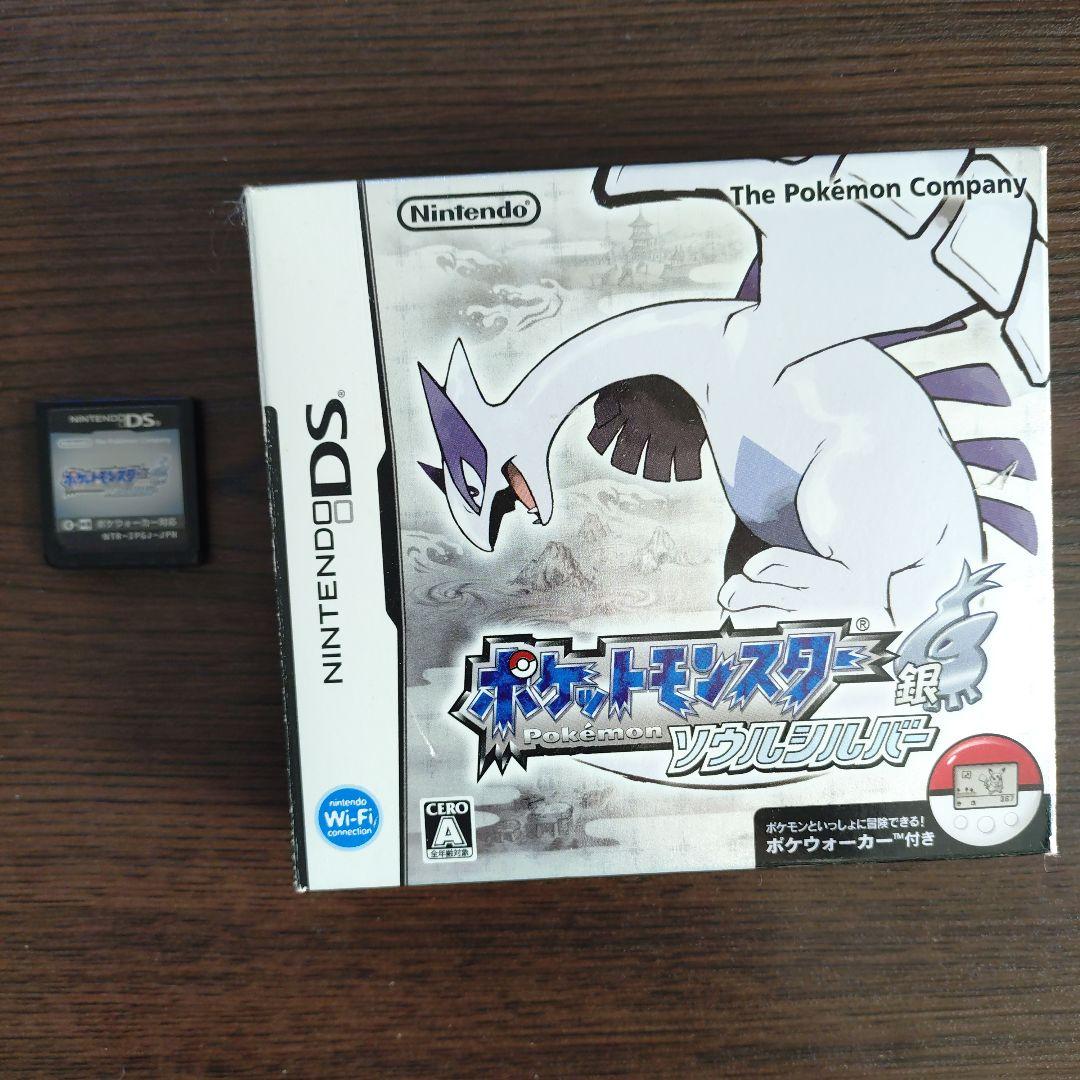 NINTENDO DS®
ポケットモンスター
ポケウォーカー対応
NTR-IPGJ-JPN
NINTENDO DS®
nintendo
Wi-Fi
connection
Nintendo®
The Pokémon Company
ポケットモンスター®
Pokémon
銀
ソウルシルバー
CERO
A
全年齢対象
ポケモンといっしょに冒険できる!
ポケウォーカー™付き